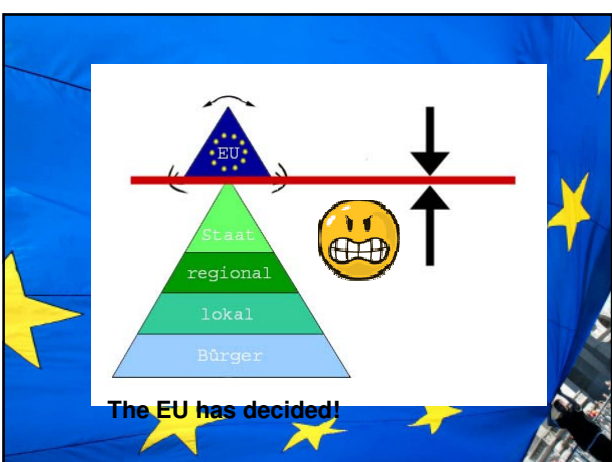 EU
Staat
regional
lokal
Bürger
The EU has decided!